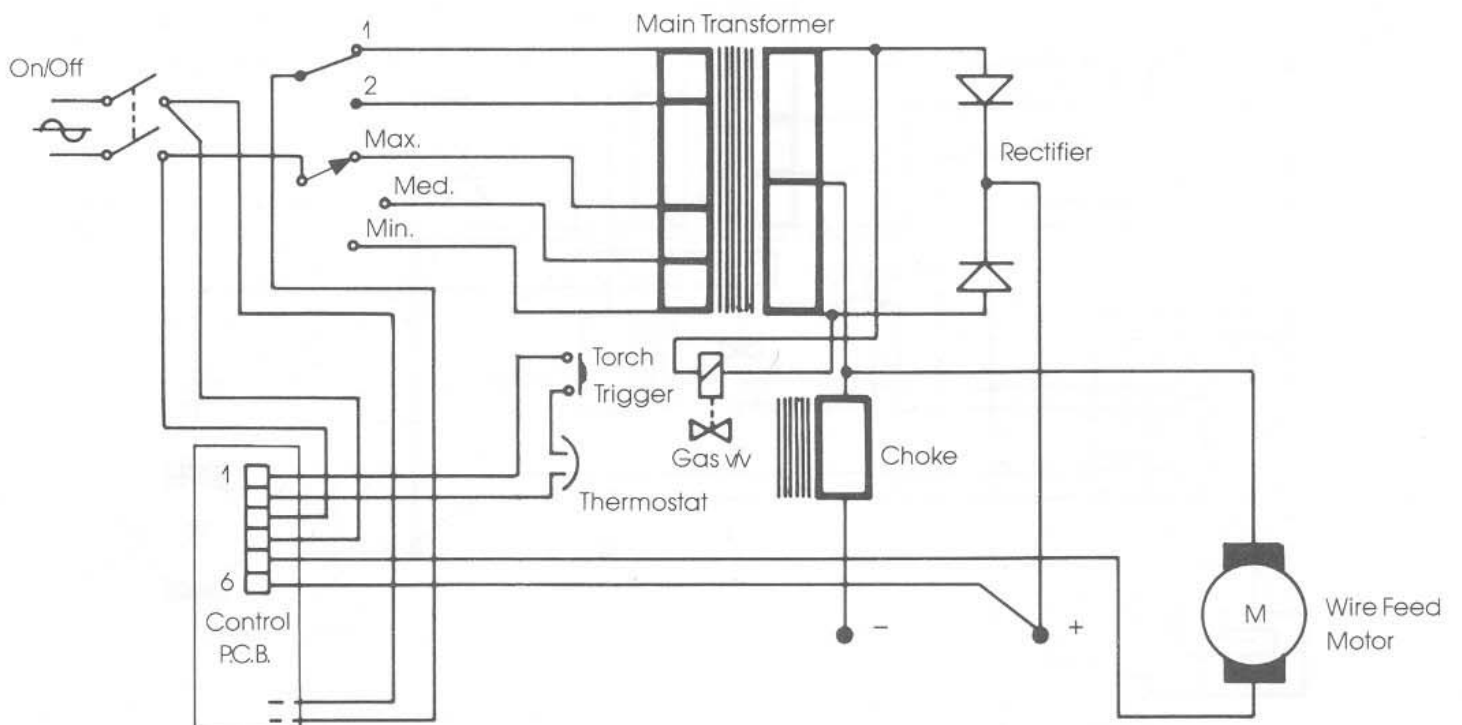 Main Transformer
On/Off
1
2
Max.
Med.
Min.
Rectifier
Torch
Trigger
Gas v/v
Choke
Thermostat
1
6
Control
P.C.B.
−
+
M
Wire Feed
Motor